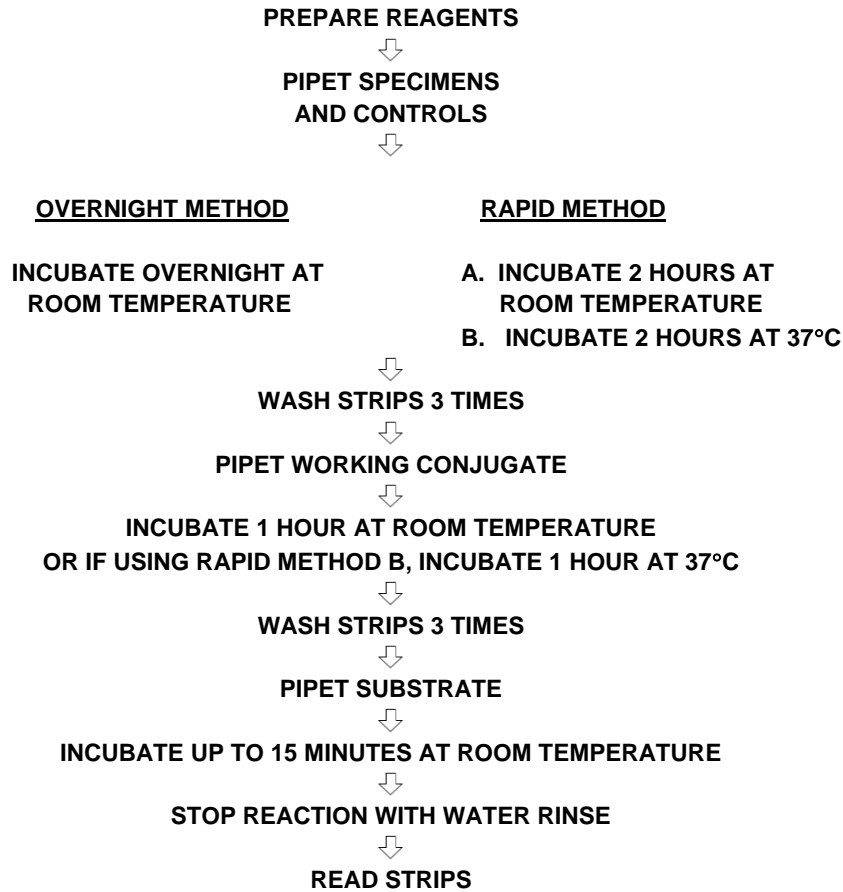 PREPARE REAGENTS
PIPET SPECIMENS
AND CONTROLS
OVERNIGHT METHOD
INCUBATE OVERNIGHT AT
ROOM TEMPERATURE
RAPID METHOD
A. INCUBATE 2 HOURS AT
ROOM TEMPERATURE
B. INCUBATE 2 HOURS AT 37°C
WASH STRIPS 3 TIMES
PIPET WORKING CONJUGATE
INCUBATE 1 HOUR AT ROOM TEMPERATURE
OR IF USING RAPID METHOD B, INCUBATE 1 HOUR AT 37°C
WASH STRIPS 3 TIMES
PIPET SUBSTRATE
INCUBATE UP TO 15 MINUTES AT ROOM TEMPERATURE
STOP REACTION WITH WATER RINSE
READ STRIPS